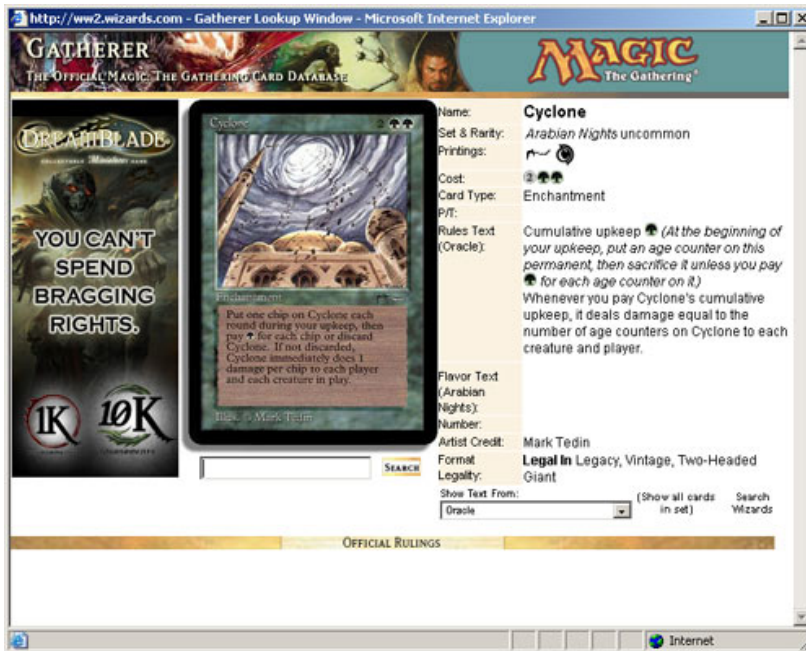 http://ww2.wizards.com - Gatherer Lookup Window - Microsoft Internet Explorer
GATHERER
THE OFFICIAL MAGIC: THE GATHERING CARD DATABASE
MAGIC
The Gathering®
DREAMBLADE
COLLECTABLE Miniatures GAME
YOU CAN'T
SPEND
BRAGGING
RIGHTS.
1K
10K
Cyclone 2
Enchantment
Put one chip on Cyclone each
round during your upkeep, then
pay for each chip or discard
Cyclone. If not discarded,
Cyclone immediately does 1
damage per chip to each player
and each creature in play.
Illus. © Mark Tedin
SEARCH
Name: Cyclone
Set & Rarity: Arabian Nights uncommon
Printings:
Cost: 2
Card Type: Enchantment
P/T:
Rules Text Cumulative upkeep (At the beginning of
(Oracle): your upkeep, put an age counter on this
permanent, then sacrifice it unless you pay
for each age counter on it.)
Whenever you pay Cyclone's cumulative
upkeep, it deals damage equal to the
number of age counters on Cyclone to each
creature and player.
Flavor Text
(Arabian
Nights):
Number:
Artist Credit: Mark Tedin
Format Legal In Legacy, Vintage, Two-Headed
Legality: Giant
Show Text From: (Show all cards Search
Oracle in set) Wizards
OFFICIAL RULINGS
Internet